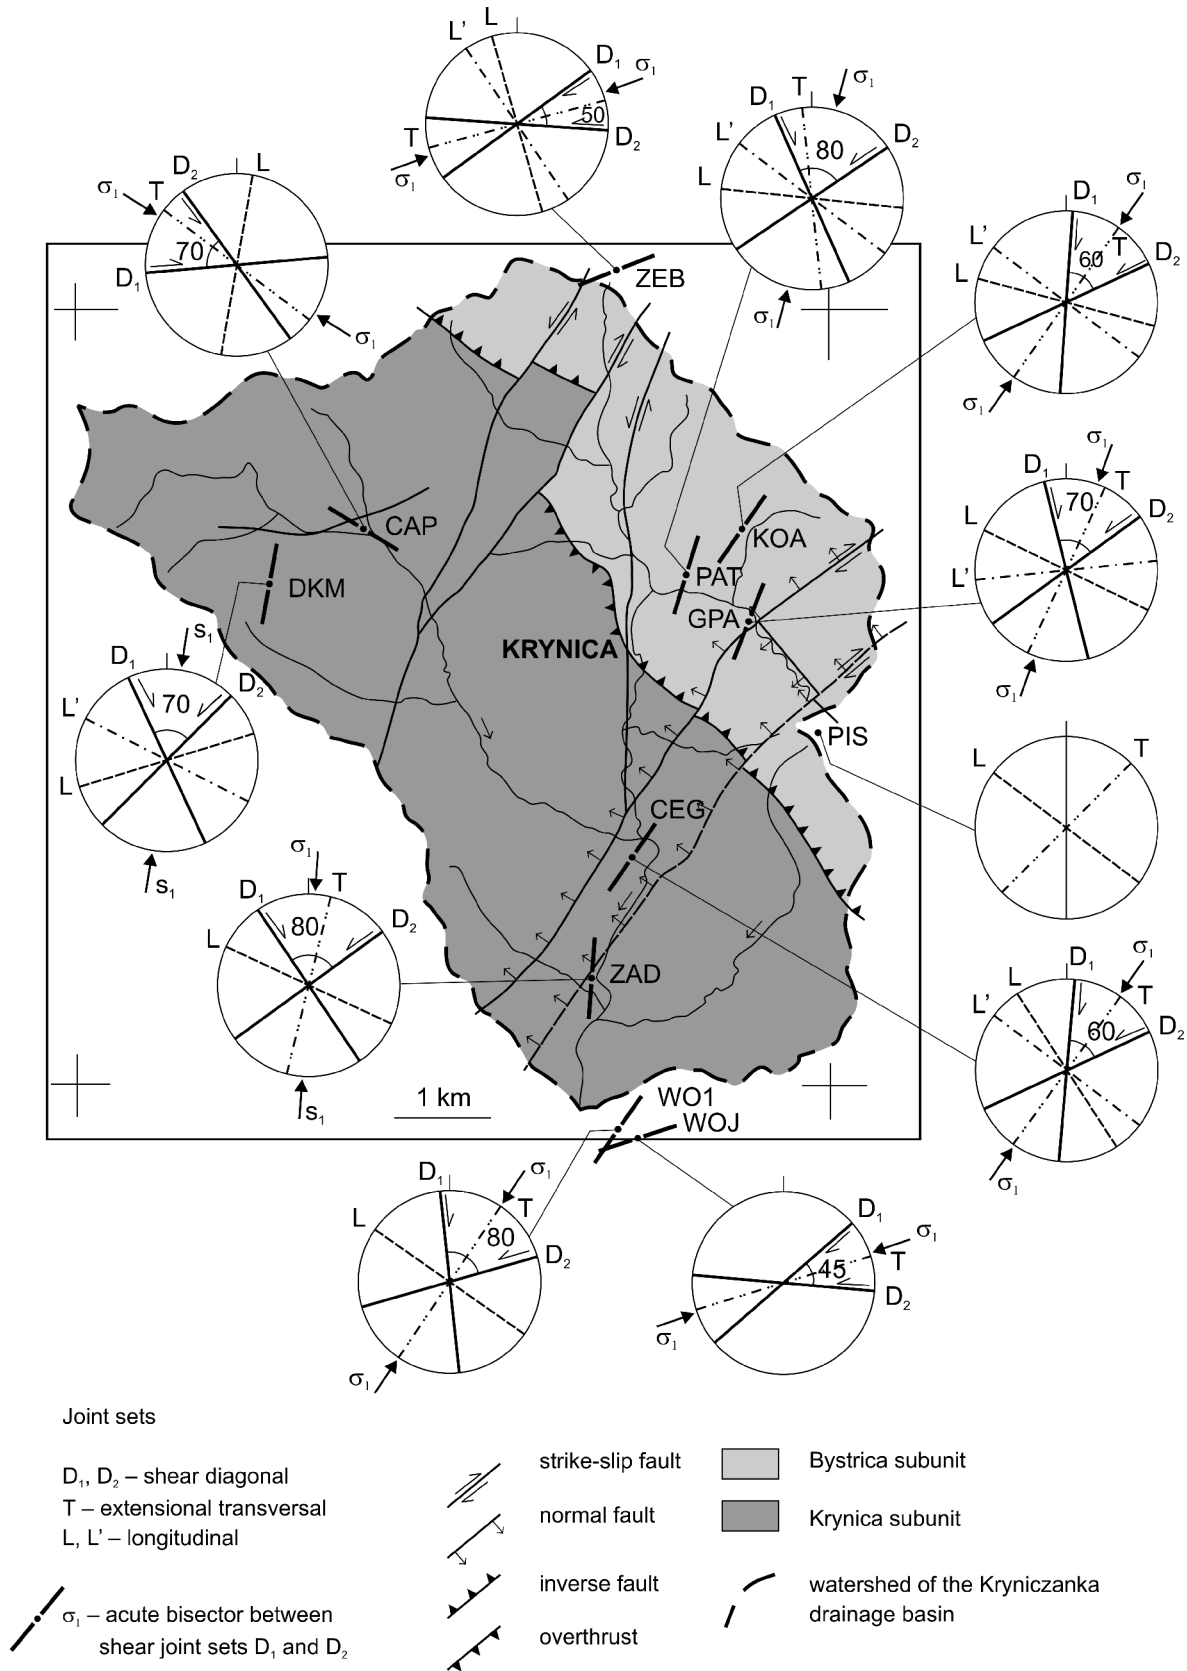 L' L
D₁
σ₁
50
T
D₂
σ₁
D₁ T σ₁
L'
80
D₂
L
σ₁
D₂ L
σ₁ T
70
D₁
σ₁
D₁ σ₁
L'
60 T D₂
L
σ₁
ZEB
σ₁
D₁ T
70
D₂
L
L'
σ₁
CAP
KOA
DKM
PAT
GPA
KRYNICA
s₁
D₁
70 D₂
L'
L
s₁
PIS
L T
CEG
σ₁
D₁ T
80 D₂
L
s₁
ZAD
σ₁
L D₁
L' T
60 D₂
σ₁
1 km
WO1
WOJ
D₁ σ₁
L T
80
D₂
σ₁
D₁
σ₁
T
45
D₂
σ₁
Joint sets
D₁, D₂ – shear diagonal
T – extensional transversal
L, L' – longitudinal
σ₁ – acute bisector between
shear joint sets D₁ and D₂
strike-slip fault
normal fault
inverse fault
overthrust
Bystrica subunit
Krynica subunit
watershed of the Kryniczanka
drainage basin